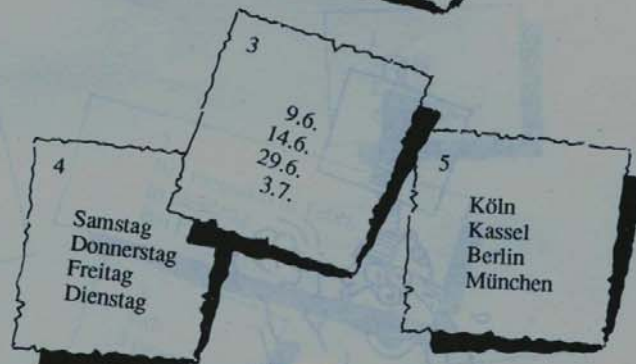 3
9.6.
14.6.
29.6.
3.7.
4
Samstag
Donnerstag
Freitag
Dienstag
5
Köln
Kassel
Berlin
München